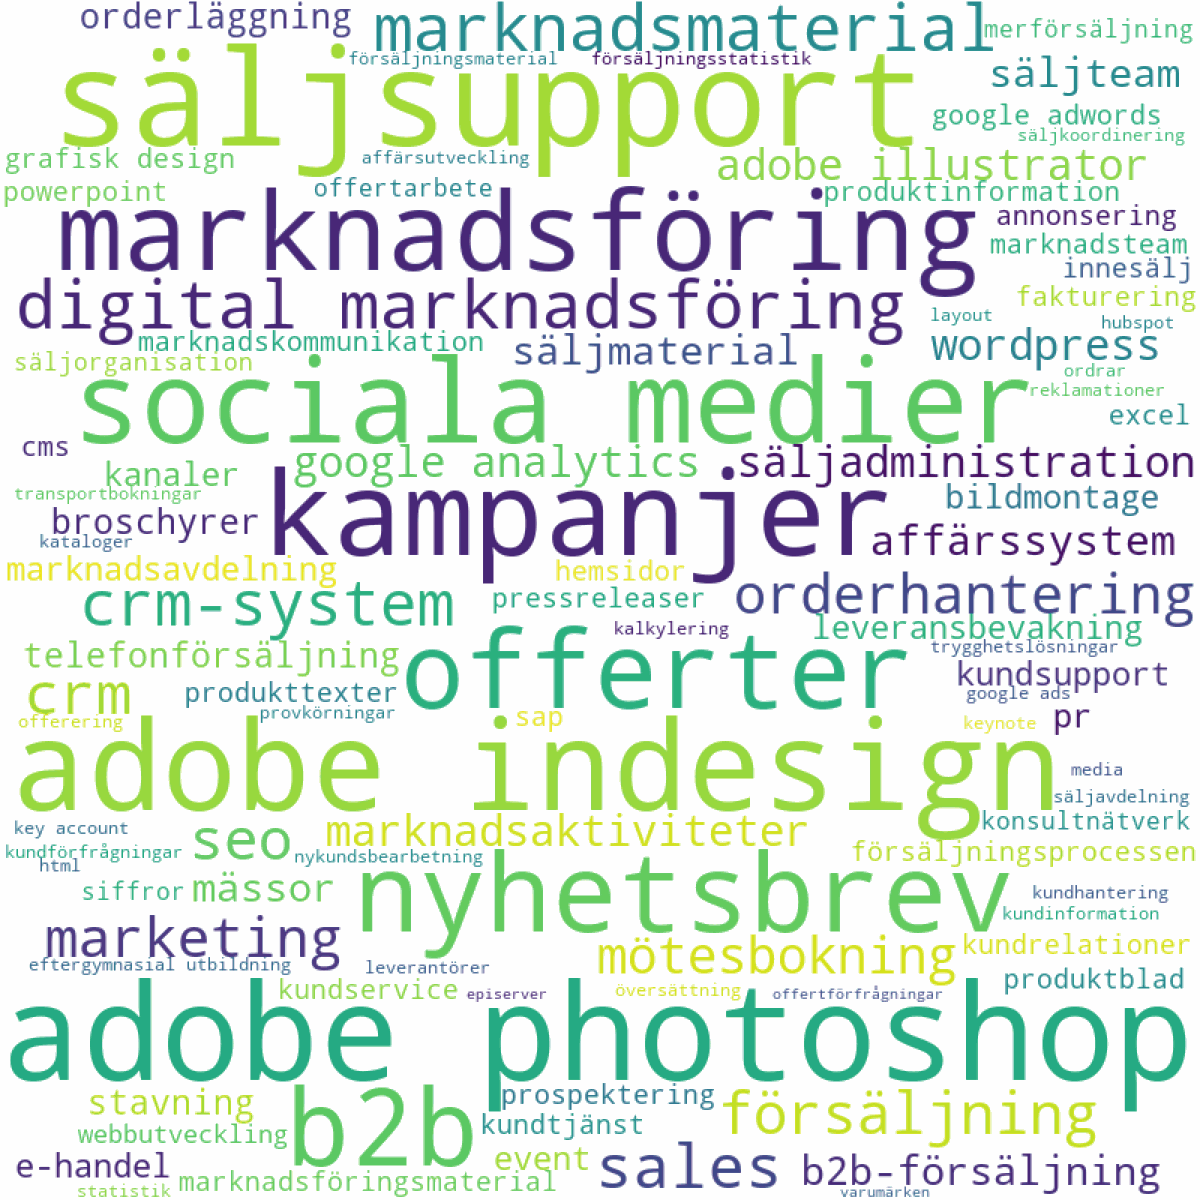 orderläggning
marknadsmaterial
merförsäljning
försäljningsmaterial
försäljningsstatistik
säljsupport
säljteam
google adwords
säljkoordinering
grafisk design
affärsutveckling
adobe illustrator
powerpoint
offertarbete
produktinformation
marknadsföring
annonsering
marknadsteam
innesälj
digital marknadsföring
fakturering
layout
hubspot
marknadskommunikation
säljmaterial
wordpress
säljorganisation
ordrar
sociala medier
reklamationer
excel
cms
kanaler
google analytics
säljadministration
transportbokningar
kampanjer
bildmontage
broschyrer
kataloger
affärssystem
marknadsavdelning
hemsidor
crm-system
pressreleaser
orderhantering
kalkylering
leveransbevakning
telefonförsäljning
offerter
trygghetslösningar
crm
produkttexter
kundsupport
google ads
provkörningar
offerering
sap
keynote
pr
adobe indesign
media
säljavdelning
key account
seo
marknadsaktiviteter
konsultnätverk
kundförfrågningar
nykundsbearbetning
försäljningsprocessen
html
siffror
mässor
nyhetsbrev
kundhantering
kundinformation
marketing
mötesbokning
kundrelationer
eftergymnasial utbildning
leverantörer
produktblad
kundservice
episerver
översättning
offertförfrågningar
adobe photoshop
stavning
b2b
prospektering
försäljning
webbutveckling
kundtjänst
e-handel
event
sales
b2b-försäljning
statistik
marknadsföringsmaterial
varumärken